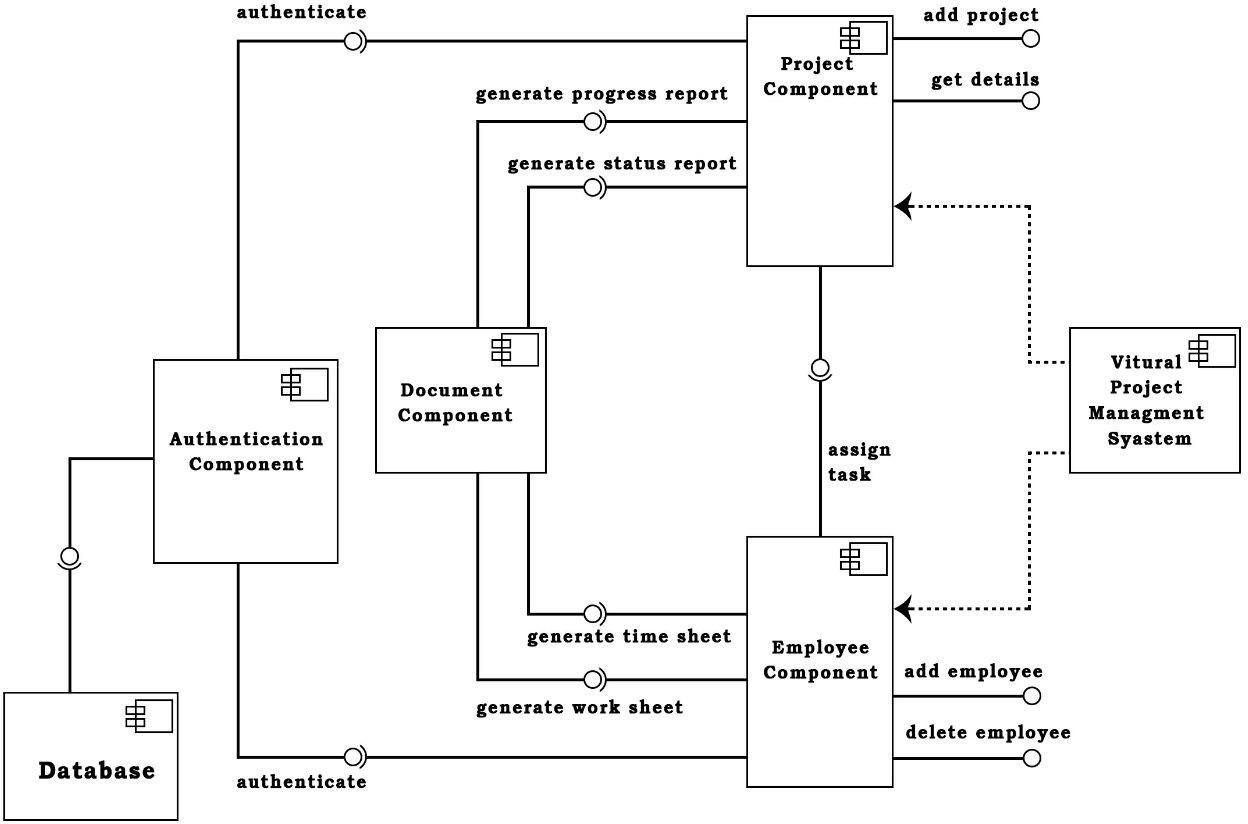 authenticate
add project
Project
Component
get details
generate progress report
generate status report
Vitural
Project
Managment
Syastem
Document
Component
Authentication
Component
assign
task
generate time sheet
Employee
Component
add employee
generate work sheet
delete employee
Database
authenticate